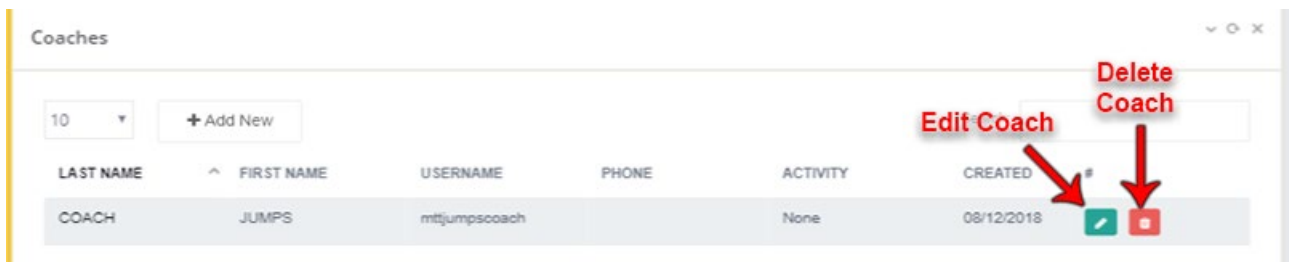 Coaches
Delete
Coach
Edit Coach
10
+ Add New
LAST NAME FIRST NAME USERNAME PHONE ACTIVITY CREATED #
COACH JUMPS mttjumpscoach None 08/12/2018